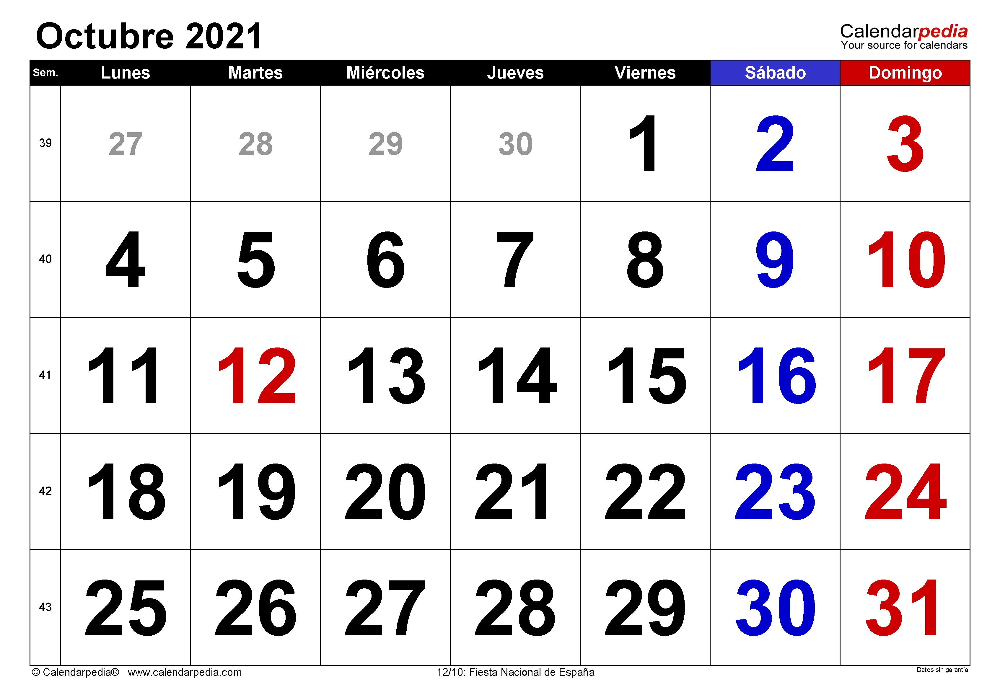 Octubre 2021
Calendarpedia
Your source for calendars
Sem. Lunes Martes Miércoles Jueves Viernes Sábado Domingo
39 27 28 29 30 1 2 3
40 4 5 6 7 8 9 10
41 11 12 13 14 15 16 17
42 18 19 20 21 22 23 24
43 25 26 27 28 29 30 31
© Calendarpedia® www.calendarpedia.com 12/10: Fiesta Nacional de España Datos sin garantía